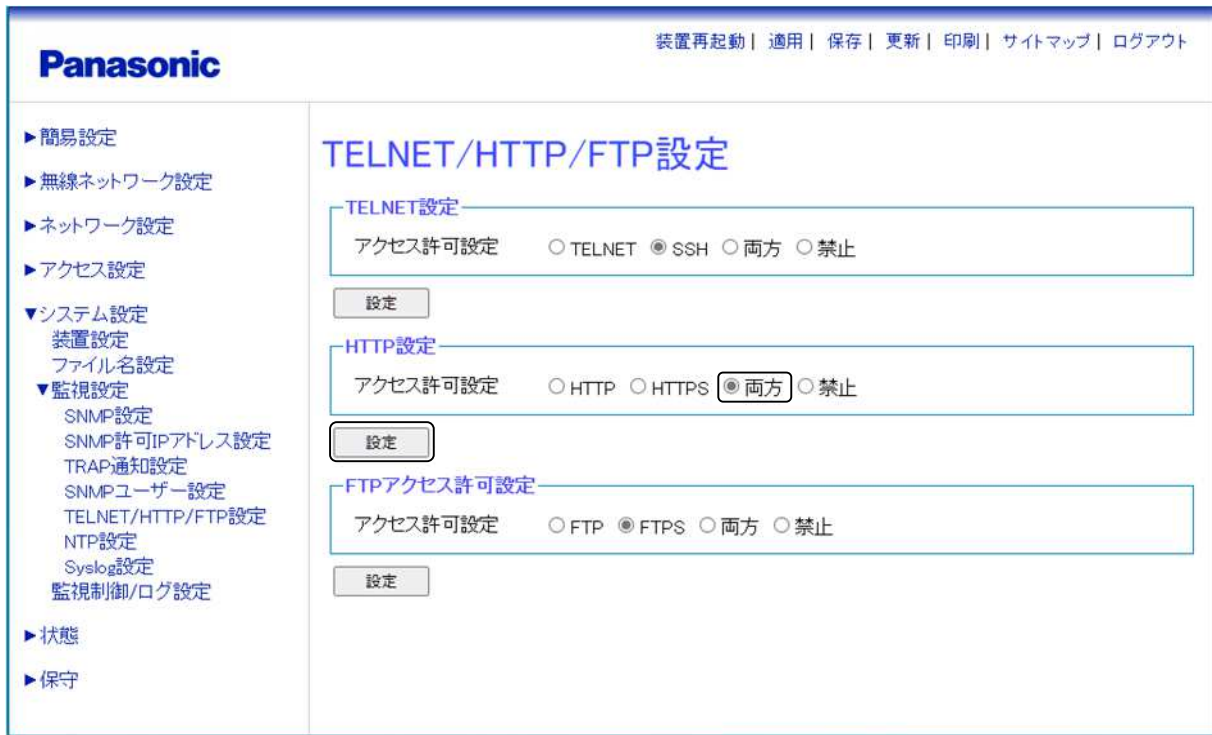 Panasonic
装置再起動| 適用| 保存| 更新| 印刷| サイトマップ| ログアウト
▶簡易設定
▶無線ネットワーク設定
▶ネットワーク設定
▶アクセス設定
▼システム設定
装置設定
ファイル名設定
▼監視設定
SNMP設定
SNMP許可IPアドレス設定
TRAP通知設定
SNMPユーザー設定
TELNET/HTTP/FTP設定
NTP設定
Syslog設定
監視制御/ログ設定
▶状態
▶保守
TELNET/HTTP/FTP設定
TELNET設定
アクセス許可設定 TELNET SSH 両方 禁止
設定
HTTP設定
アクセス許可設定 HTTP HTTPS 両方 禁止
設定
FTPアクセス許可設定
アクセス許可設定 FTP FTPS 両方 禁止
設定